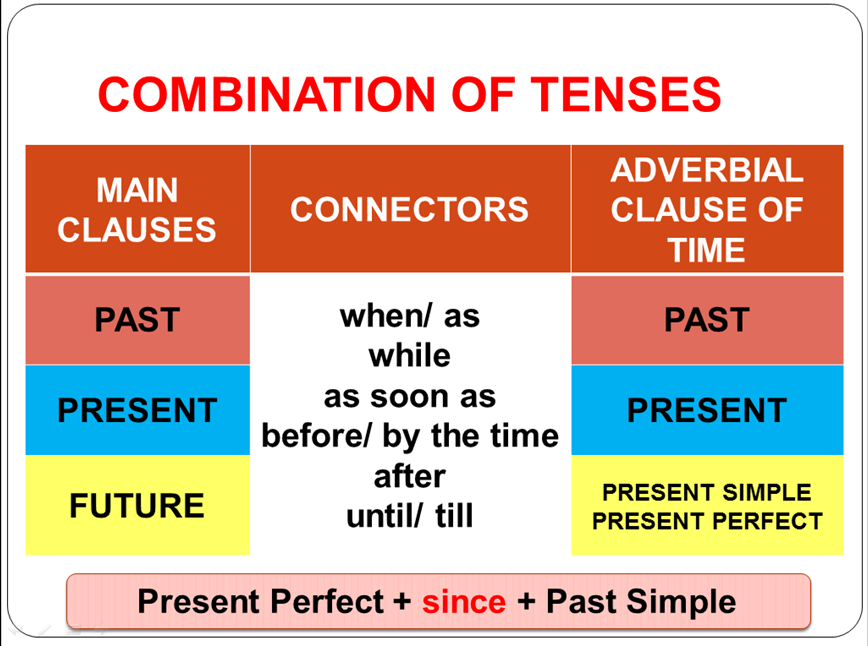 COMBINATION OF TENSES
MAIN
CLAUSES
CONNECTORS
ADVERBIAL
CLAUSE OF
TIME
PAST
PRESENT
FUTURE
when/ as
while
as soon as
before/ by the time
after
until/ till
PAST
PRESENT
PRESENT SIMPLE
PRESENT PERFECT
Present Perfect + since + Past Simple